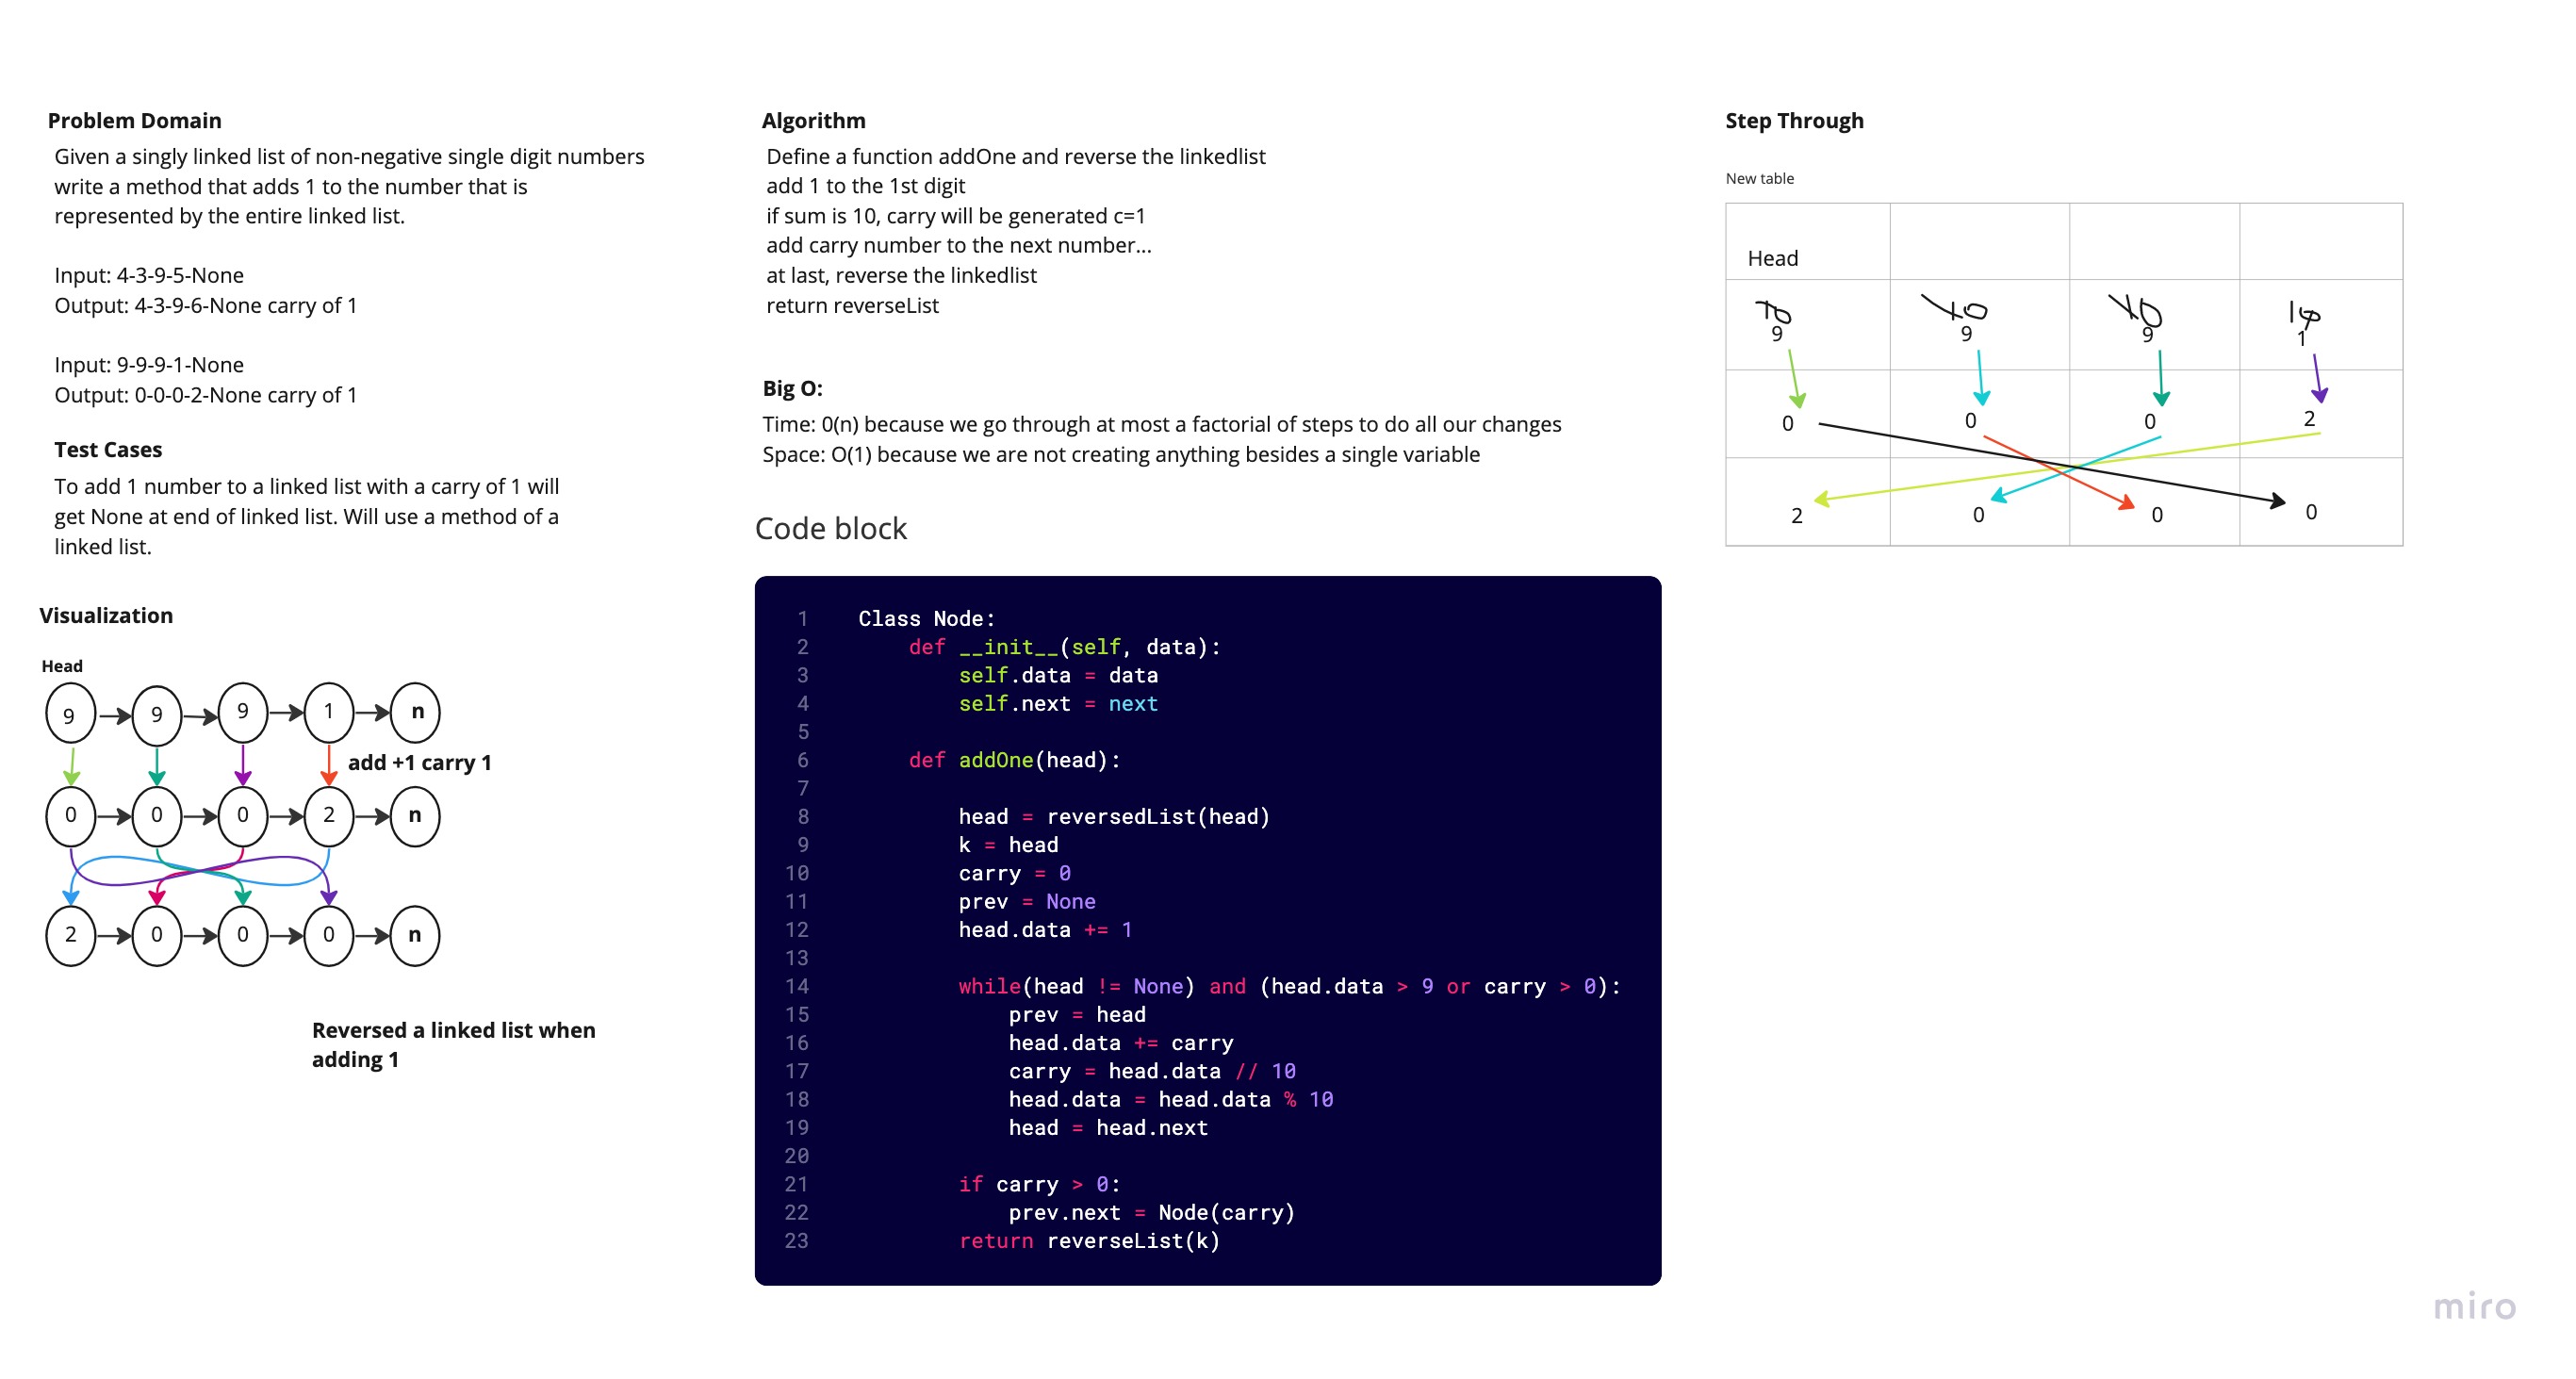 Problem Domain
Given a singly linked list of non-negative single digit numbers
write a method that adds 1 to the number that is
represented by the entire linked list.
Input: 4-3-9-5-None
Output: 4-3-9-6-None carry of 1
Input: 9-9-9-1-None
Output: 0-0-0-2-None carry of 1
Test Cases
To add 1 number to a linked list with a carry of 1 will
get None at end of linked list. Will use a method of a
linked list.
Visualization
Head
9 9 9 1 n
add +1 carry 1
0 0 0 2 n
2 0 0 0 n
Reversed a linked list when
adding 1
Algorithm
Define a function addOne and reverse the linkedlist
add 1 to the 1st digit
if sum is 10, carry will be generated c=1
add carry number to the next number...
at last, reverse the linkedlist
return reverseList
Big O:
Time: 0(n) because we go through at most a factorial of steps to do all our changes
Space: O(1) because we are not creating anything besides a single variable
Code block
1 Class Node:
2 def __init__(self, data):
3 self.data = data
4 self.next = next
5
6 def addOne(head):
7
8 head = reversedList(head)
9 k = head
10 carry = 0
11 prev = None
12 head.data += 1
13
14 while(head != None) and (head.data > 9 or carry > 0):
15 prev = head
16 head.data += carry
17 carry = head.data // 10
18 head.data = head.data % 10
19 head = head.next
20
21 if carry > 0:
22 prev.next = Node(carry)
23 return reverseList(k)
Step Through
New table
Head
9 9 9 1
0 0 0 2
2 0 0 0
miro